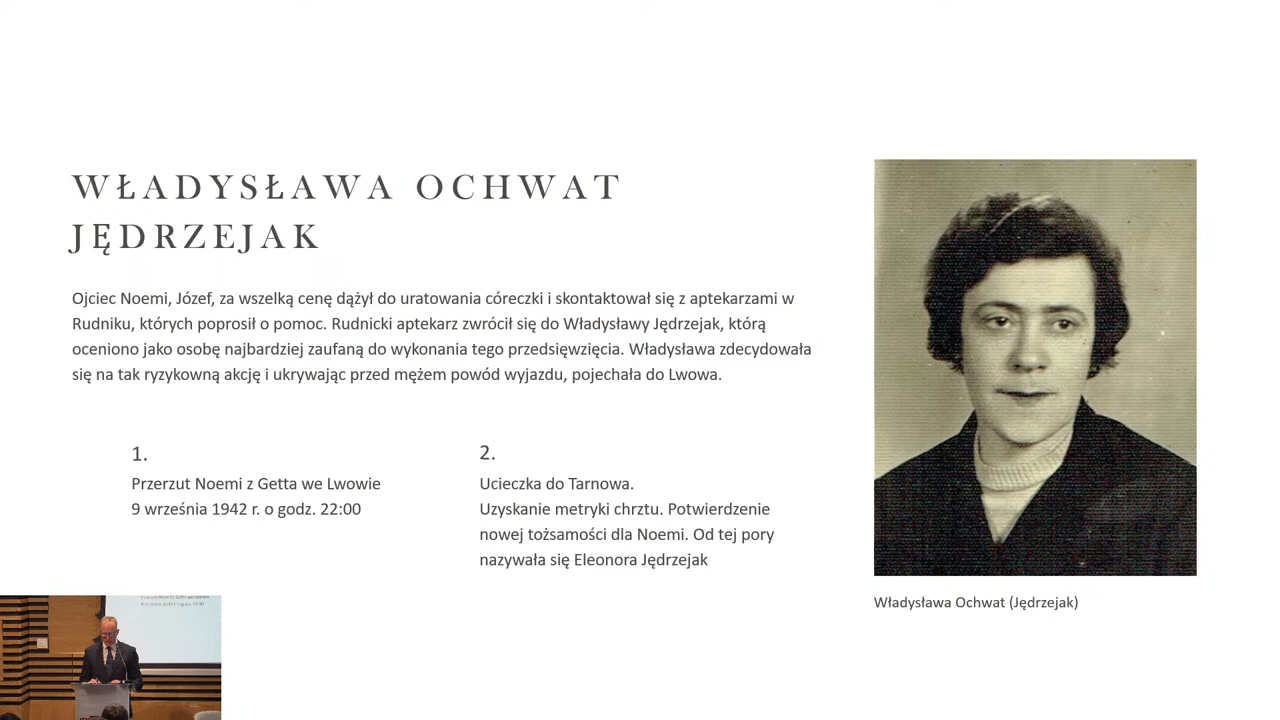 WŁADYSŁAWA OCHWAT
JĘDRZEJAK
Ojciec Noemi, Józef, za wszelką cenę dążył do uratowania córeczki i skontaktował się z aptekarzami w
Rudniku, których poprosił o pomoc. Rudnicki aptekarz zwrócił się do Władysławy Jędrzejak, którą
oceniono jako osobę najbardziej zaufaną do wykonania tego przedsięwzięcia. Władysława zdecydowała
się na tak ryzykowną akcję i ukrywając przed mężem powód wyjazdu, pojechała do Lwowa.
1.
Przerzut Noemi z Getta we Lwowie
9 września 1942 r. o godz. 22:00
2.
Ucieczka do Tarnowa.
Uzyskanie metryki chrztu. Potwierdzenie
nowej tożsamości dla Noemi. Od tej pory
nazywała się Eleonora Jędrzejak
Władysława Ochwat (Jędrzejak)